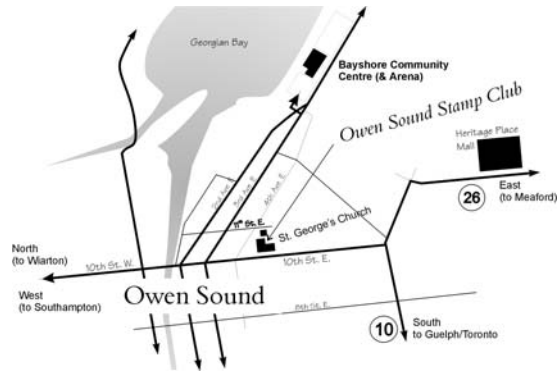 Georgian Bay
Bayshore Community
Centre (& Arena)
Owen Sound Stamp Club
Heritage Place
Mall
26
East
(to Meaford)
2nd Ave E.
3rd Ave E.
4th Ave E.
11th St. E.
St. George's Church
North
(to Wiarton)
10th St. W.
10th St. E.
West
(to Southampton)
Owen Sound
8th St E.
10
South
to Guelph/Toronto